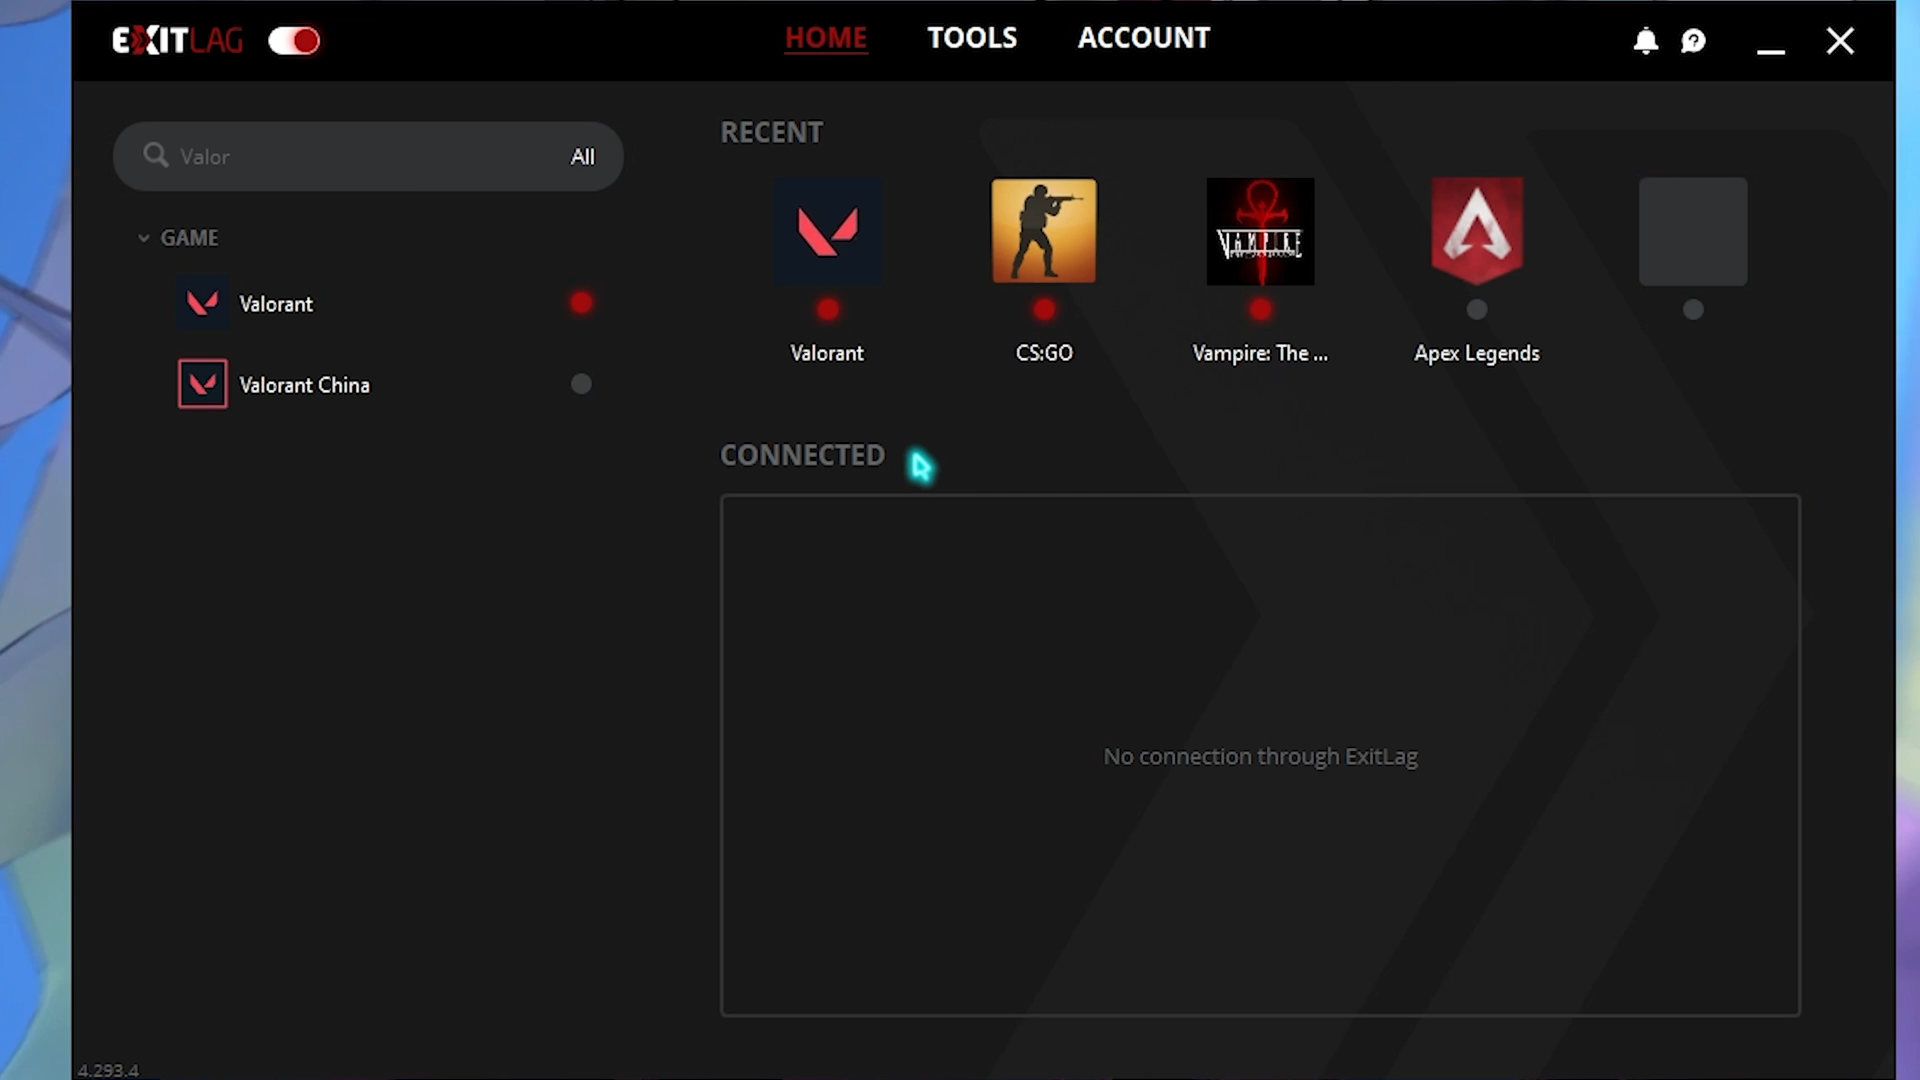 EXITLAG
HOME
TOOLS
ACCOUNT
Valor
All
GAME
Valorant
Valorant China
RECENT
VAMPIRE
Valorant
CS:GO
Vampire: The ...
Apex Legends
CONNECTED
No connection through ExitLag
4.293.4